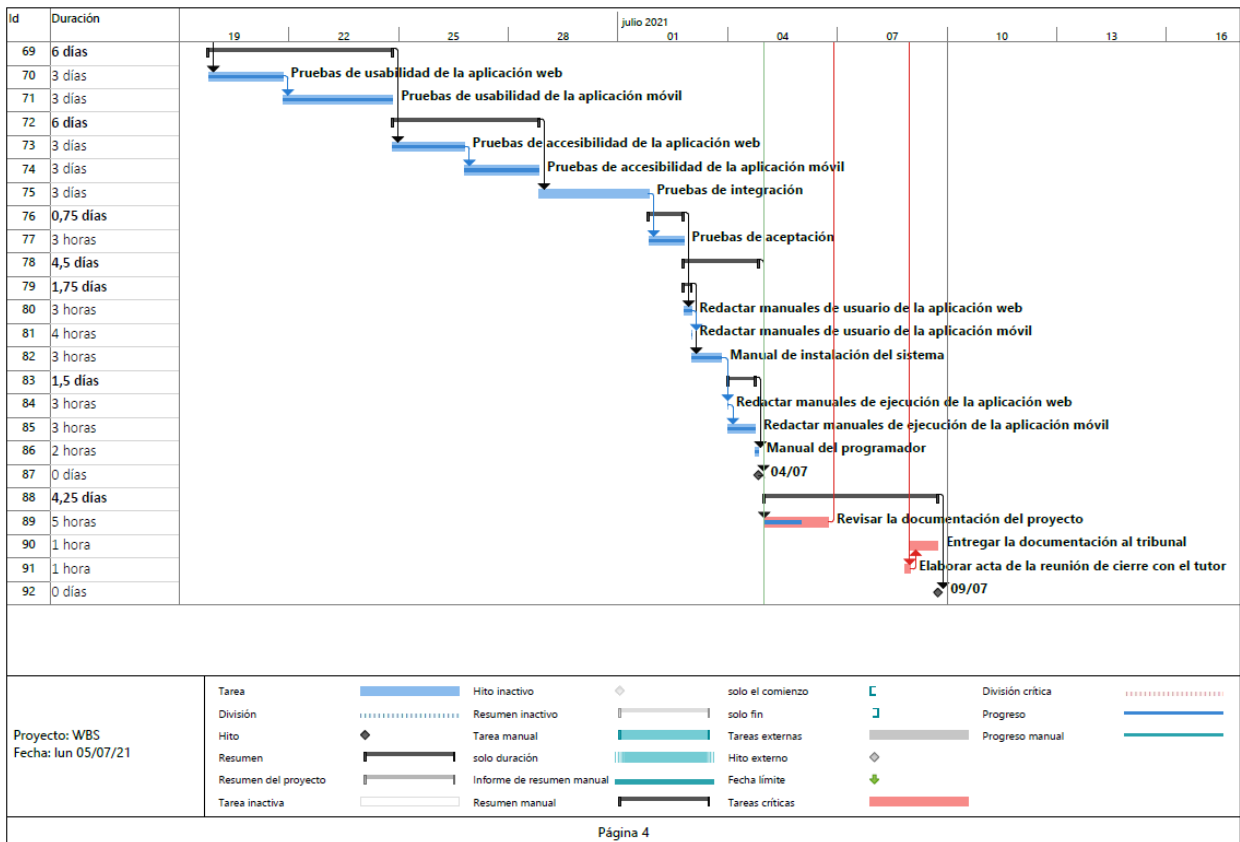 Id Duración
julio 2021
19 22 25 28 01 04 07 10 13 16
69 6 días
70 3 días Pruebas de usabilidad de la aplicación web
71 3 días Pruebas de usabilidad de la aplicación móvil
72 6 días
73 3 días Pruebas de accesibilidad de la aplicación web
74 3 días Pruebas de accesibilidad de la aplicación móvil
75 3 días Pruebas de integración
76 0,75 días
77 3 horas Pruebas de aceptación
78 4,5 días
79 1,75 días
80 3 horas Redactar manuales de usuario de la aplicación web
81 4 horas Redactar manuales de usuario de la aplicación móvil
82 3 horas Manual de instalación del sistema
83 1,5 días
84 3 horas Redactar manuales de ejecución de la aplicación web
85 3 horas Redactar manuales de ejecución de la aplicación móvil
86 2 horas Manual del programador
87 0 días 04/07
88 4,25 días
89 5 horas Revisar la documentación del proyecto
90 1 hora Entregar la documentación al tribunal
91 1 hora Elaborar acta de la reunión de cierre con el tutor
92 0 días 09/07
Proyecto: WBS
Fecha: lun 05/07/21
Tarea Hito inactivo solo el comienzo División crítica
División Resumen inactivo solo fin Progreso
Hito Tarea manual Tareas externas Progreso manual
Resumen solo duración Hito externo
Resumen del proyecto Informe de resumen manual Fecha límite
Tarea inactiva Resumen manual Tareas críticas
Página 4